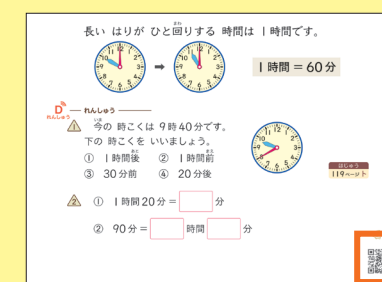 長い はりが ひと回りする 時間は 1時間です。
1時間=60分
D
れんしゅう
れんしゅう
1 今の 時こくは 9時40分です。
下の 時こくを いいましょう。
① 1時間後 ② 1時間前
③ 30分前 ④ 20分後
2 ① 1時間20分= 分
② 90分= 時間 分
ほじゅう
119ページ